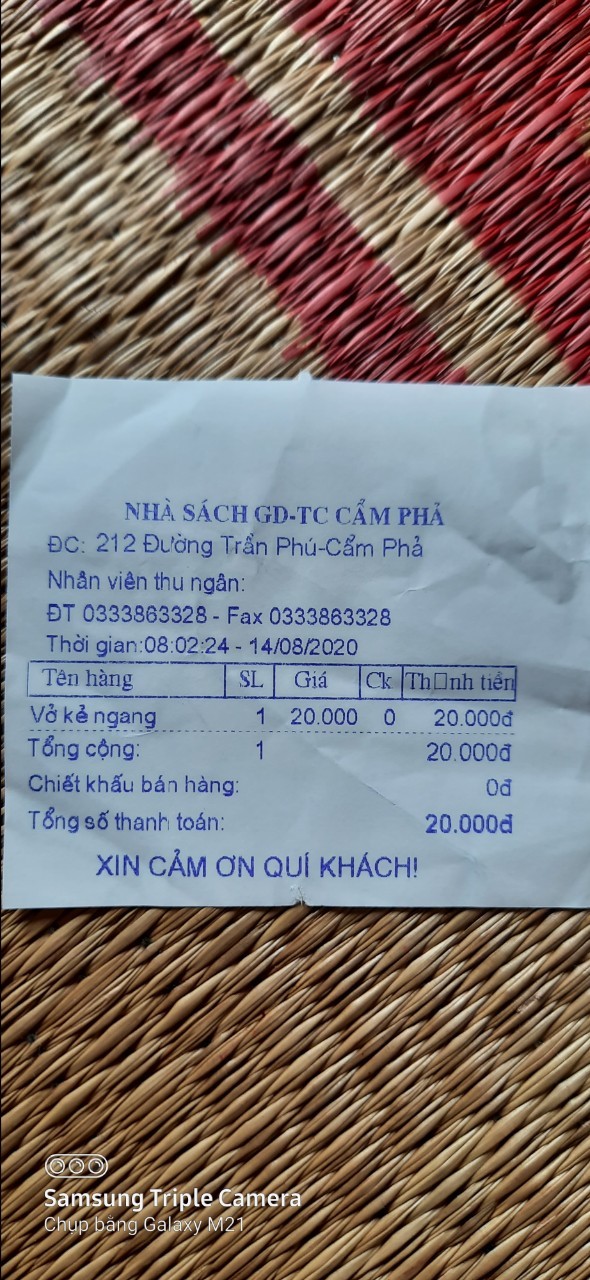 NHÀ SÁCH GD-TC CẨM PHẢ
ĐC: 212 Đường Trần Phú-Cẩm Phả
Nhân viên thu ngân:
ĐT 0333863328 - Fax 0333863328
Thời gian:08:02:24 - 14/08/2020
Tên hàng SL Giá Ck Th□nh tiền
Vở kẻ ngang 1 20.000 0 20.000đ
Tổng cộng: 1 20.000đ
Chiết khấu bán hàng: 0đ
Tổng số thanh toán: 20.000đ
XIN CẢM ƠN QUÍ KHÁCH!
Samsung Triple Camera
Chụp bằng Galaxy M21